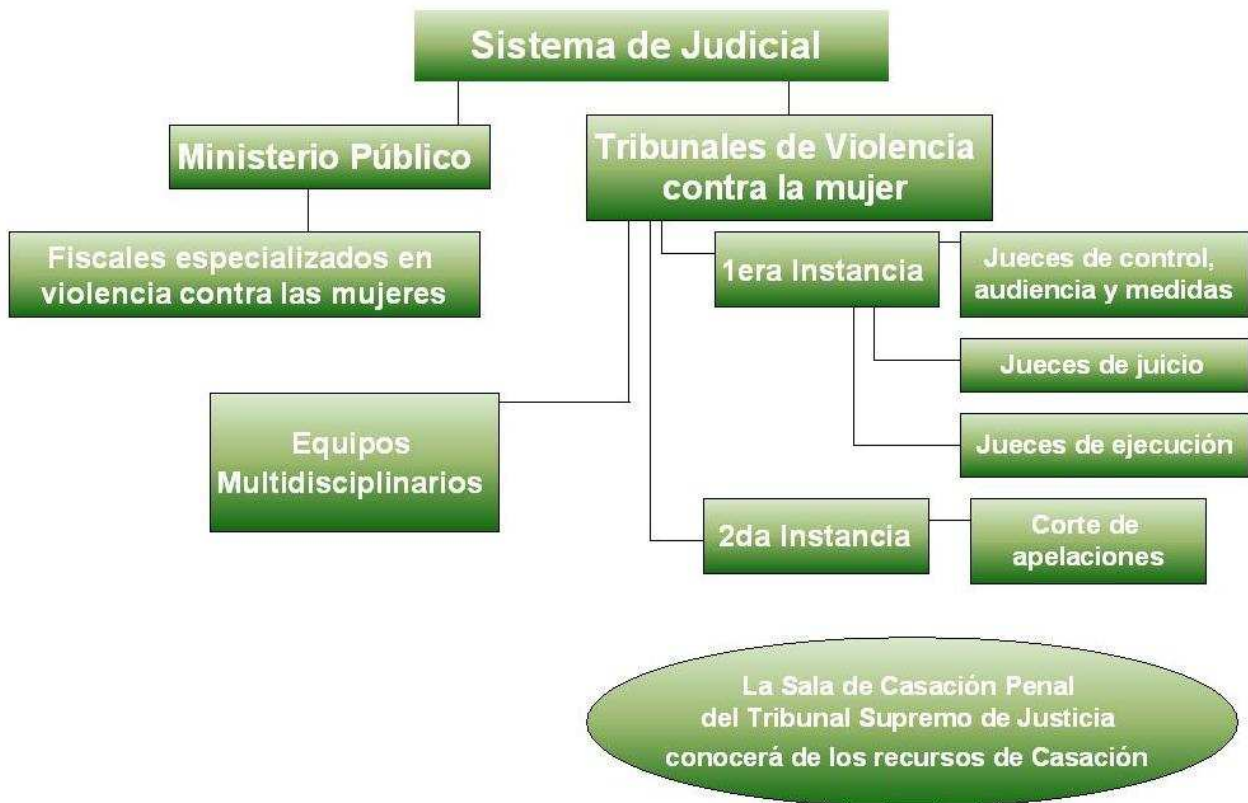 Sistema de Judicial
Ministerio Público
Tribunales de Violencia
contra la mujer
Fiscales especializados en
violencia contra las mujeres
1era Instancia
Jueces de control,
audiencia y medidas
Jueces de juicio
Jueces de ejecución
Equipos
Multidisciplinarios
2da Instancia
Corte de
apelaciones
La Sala de Casación Penal
del Tribunal Supremo de Justicia
conocerá de los recursos de Casación